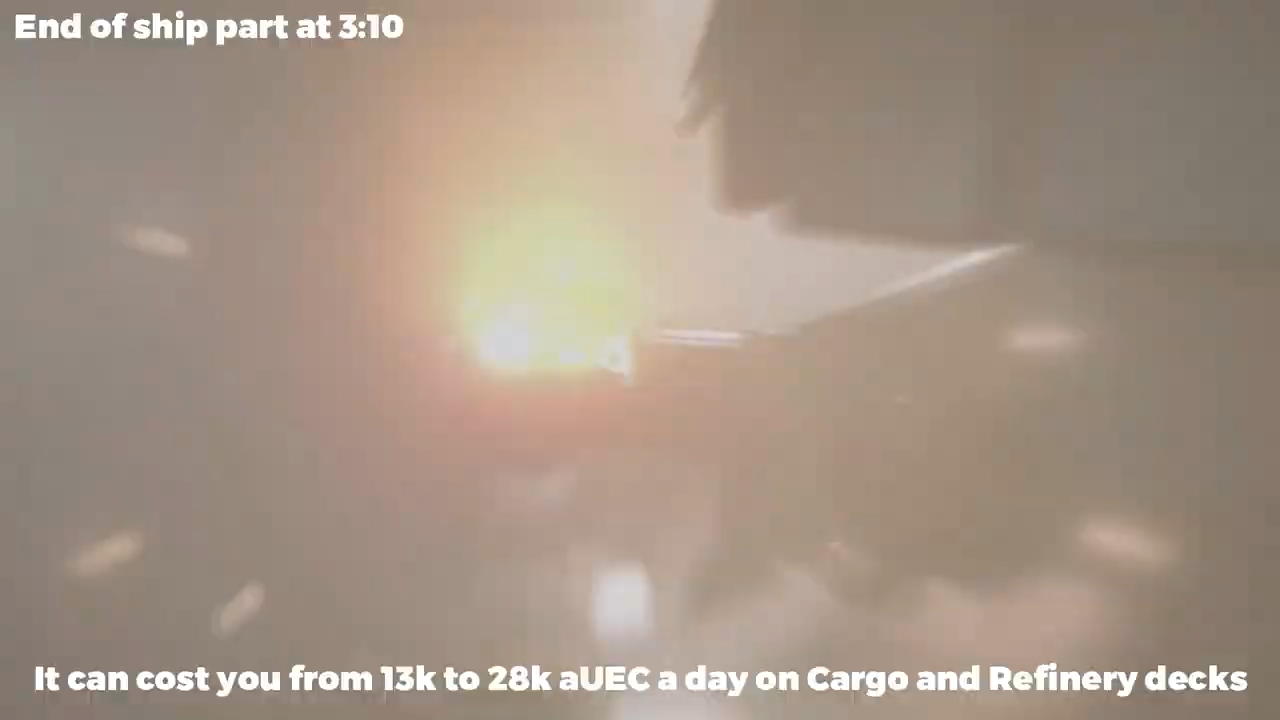 End of ship part at 3:10
It can cost you from 13k to 28k aUEC a day on Cargo and Refinery decks